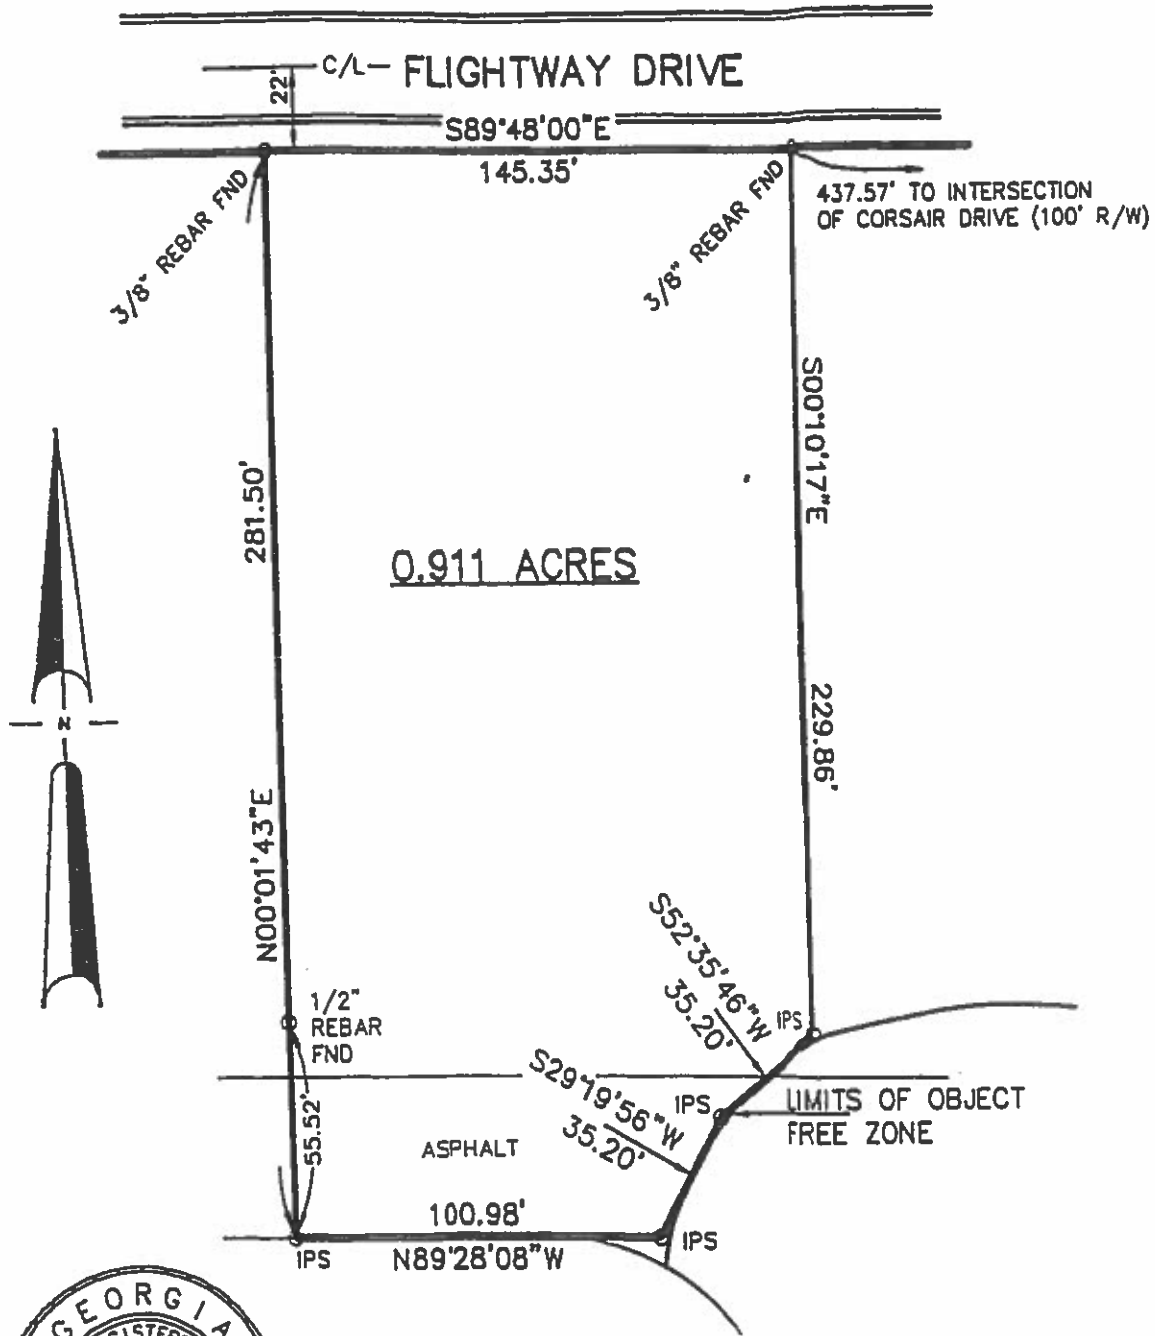 C/L
FLIGHTWAY DRIVE
22'
S89°48'00"E
145.35'
3/8" REBAR FND
3/8" REBAR FND
437.57' TO INTERSECTION
OF CORSAIR DRIVE (100' R/W)
S00°10'17"E
281.50'
0.911 ACRES
N
229.86'
N00°01'43"E
S52°35'46"W
35.20'
IPS
1/2"
REBAR
FND
S29°19'56"W
35.20'
IPS
LIMITS OF OBJECT
FREE ZONE
55.52'
ASPHALT
100.98'
IPS
N89°28'08"W
IPS
GEORGIA